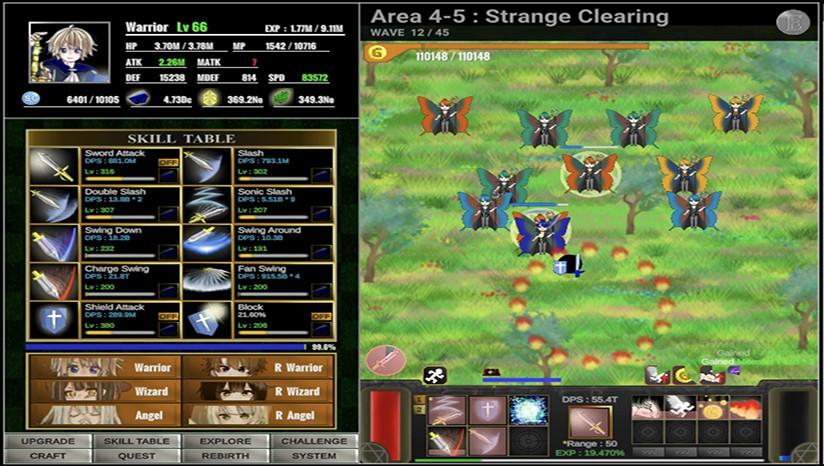 Warrior Lv 66 EXP : 1.77M / 9.11M
HP 3.70M / 3.78M MP 1542 / 10716
ATK 2.26M MATK ?
DEF 15238 MDEF 814 SPD 83572
EC 6401 / 10105 4.73Dc 369.2No 349.3No
SKILL TABLE
Sword Attack
DPS : 881.0M
OFF
Lv : 316
Slash
DPS : 793.1M
Lv : 302
Double Slash
DPS : 13.8B * 2
Lv : 307
Sonic Slash
DPS : 5.51B * 9
Lv : 207
Swing Down
DPS : 18.2B
Lv : 232
Swing Around
DPS : 10.3B
Lv : 191
Charge Swing
DPS : 21.8T
Lv : 200
Fan Swing
DPS : 915.5B * 4
Lv : 200
Shield Attack
DPS : 289.9M
OFF
Lv : 380
Block
21.60%
OFF
Lv : 206
99.6%
Warrior R Warrior
Wizard R Wizard
Angel R Angel
UPGRADE SKILL TABLE EXPLORE CHALLENGE
CRAFT QUEST REBIRTH SYSTEM
Area 4-5 : Strange Clearing
WAVE 12 / 45
G 110148 / 110148
Gained
Gained
1
2
DPS : 55.4T
*Range : 50
EXP : 19.470%